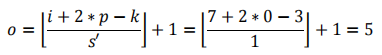 o = ⌊(i + 2 * p − k) / s′⌋ + 1 = ⌊(7 + 2 * 0 − 3) / 1⌋ + 1 = 5